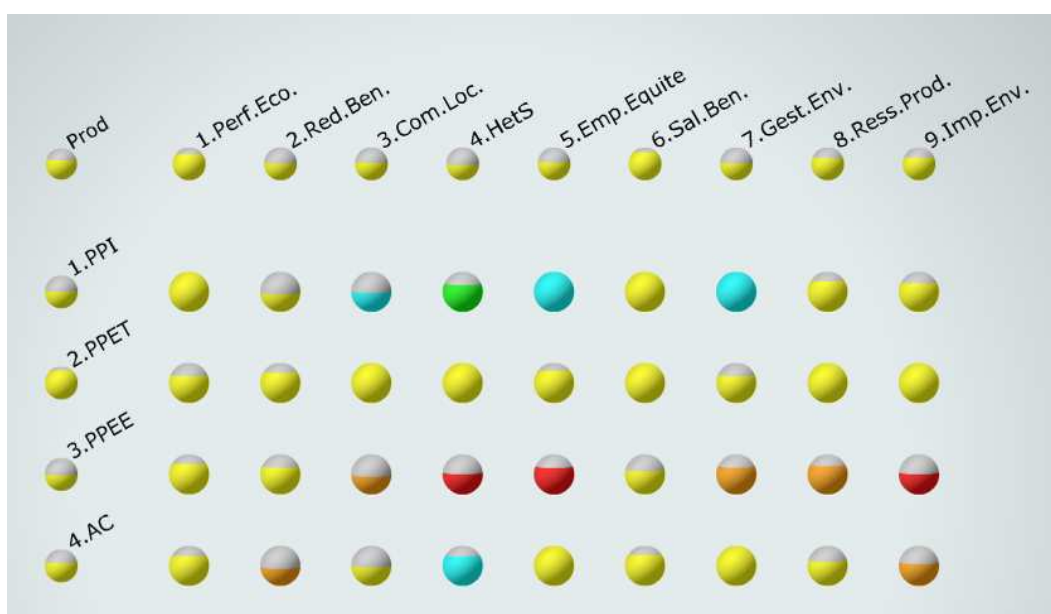 Prod
1.Perf.Eco.
2.Red.Ben.
3.Com.Loc.
4.HetS
5.Emp.Equite
6.Sal.Ben.
7.Gest.Env.
8.Ress.Prod.
9.Imp.Env.
1.PPI
2.PPET
3.PPEE
4.AC